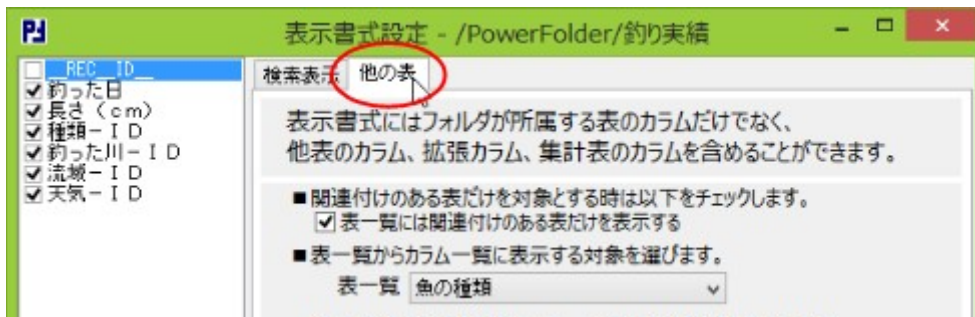 表示書式設定 - /PowerFolder/釣り実績
__REC_ID__
釣った日
長さ(cm)
種類-ID
釣った川-ID
流域-ID
天気-ID
検索表示 他の表
表示書式にはフォルダが所属する表のカラムだけでなく、
他表のカラム、拡張カラム、集計表のカラムを含めることができます。
■関連付けのある表だけを対象とする時は以下をチェックします。
表一覧には関連付けのある表だけを表示する
■表一覧からカラム一覧に表示する対象を選びます。
表一覧 魚の種類